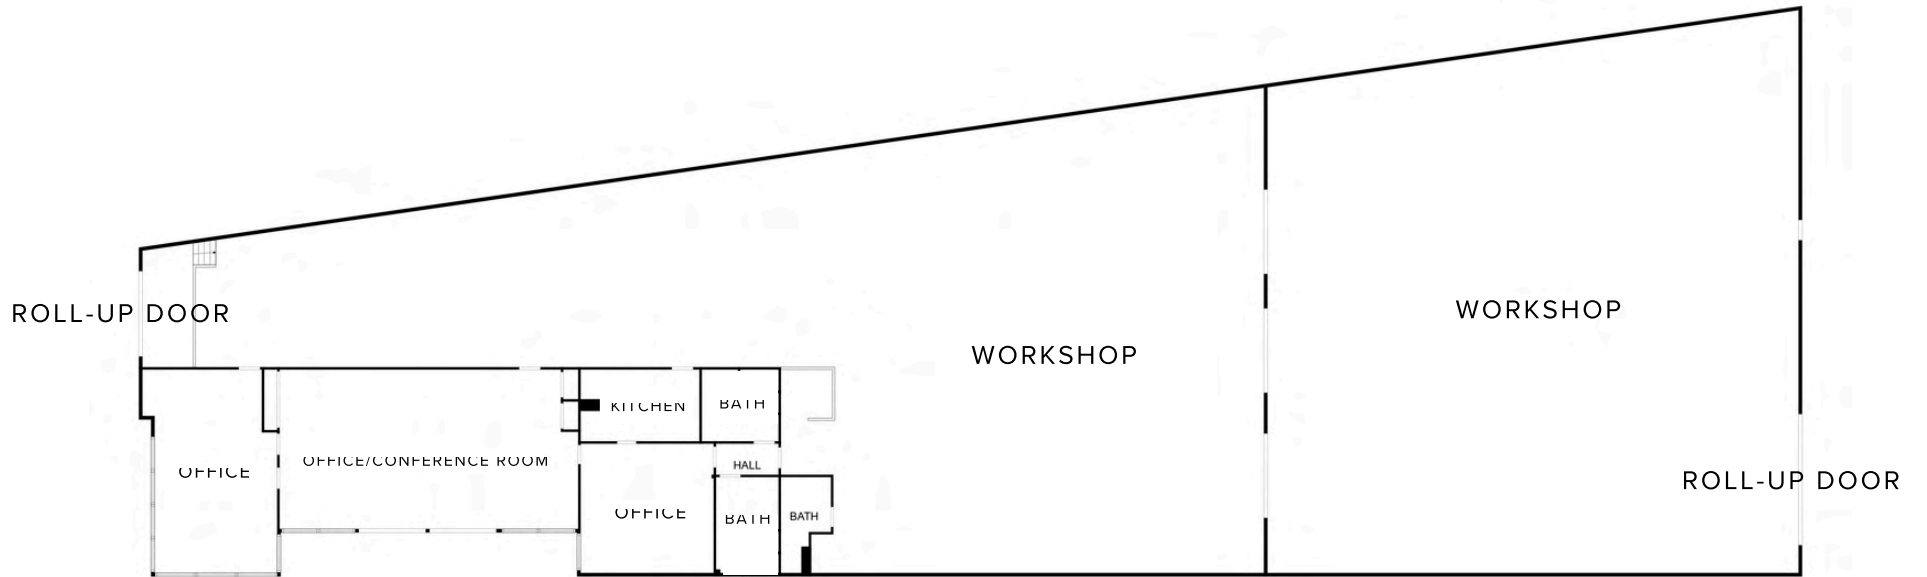 ROLL-UP DOOR
WORKSHOP
WORKSHOP
KITCHEN
BATH
OFFICE
OFFICE/CONFERENCE ROOM
HALL
ROLL-UP DOOR
OFFICE
BATH
BATH